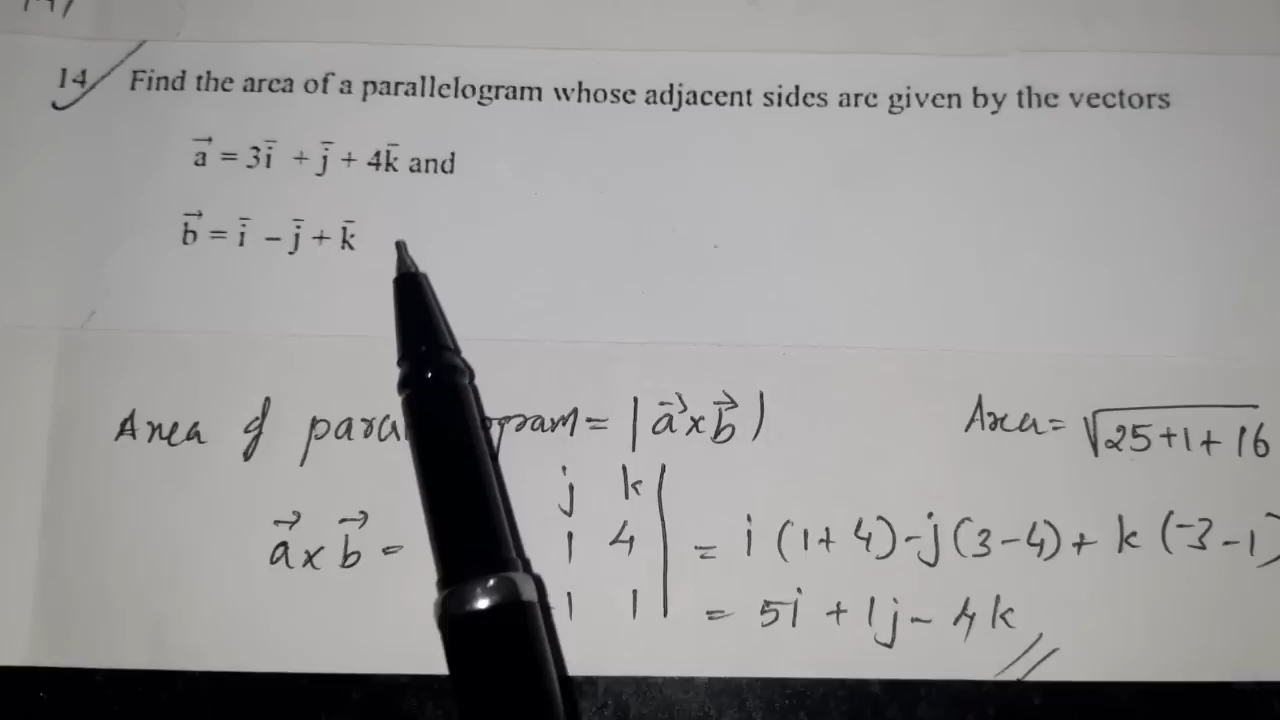 14 Find the area of a parallelogram whose adjacent sides are given by the vectors
a⃗ = 3i̅ + j̅ + 4k̅ and
b⃗ = i̅ − j̅ + k̅
Area of gram = |a⃗ x b⃗|
Area = √25+1+16
j k
a⃗ x b⃗ = 1 4 | = i (1+4) -j (3-4) + k (-3-1)
-1 1 | = 5i + 1j - 4k